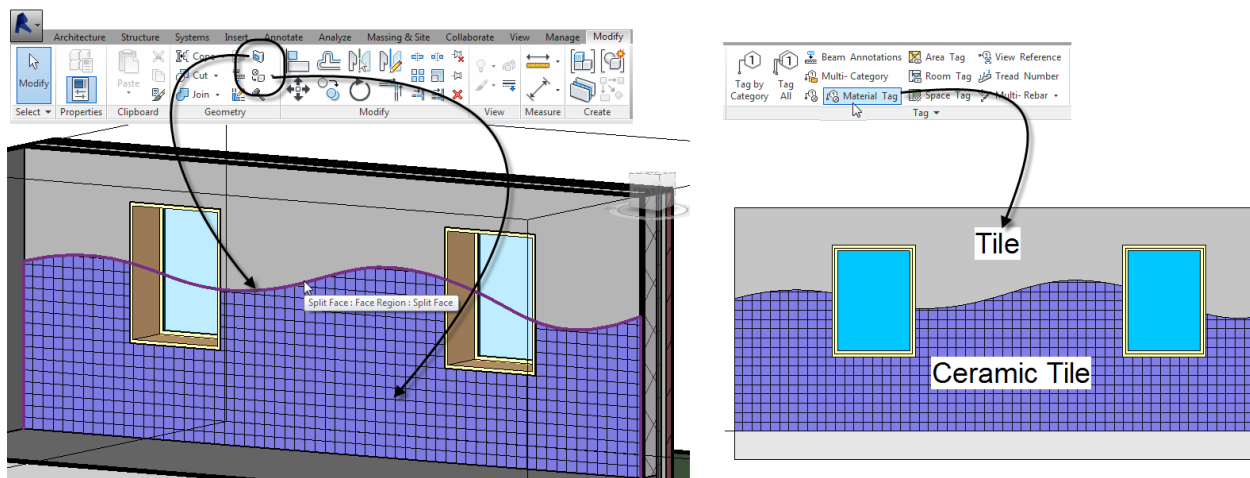 Architecture Structure Systems Insert Annotate Analyze Massing & Site Collaborate View Manage Modify
Modify
Paste
Cope
Cut
Join
Select Properties Clipboard Geometry Modify View Measure Create
Split Face : Face Region : Split Face
Tag by Category
Tag All
Beam Annotations Area Tag View Reference
Multi- Category Room Tag Tread Number
Material Tag Space Tag Multi- Rebar
Tag
Tile
Ceramic Tile